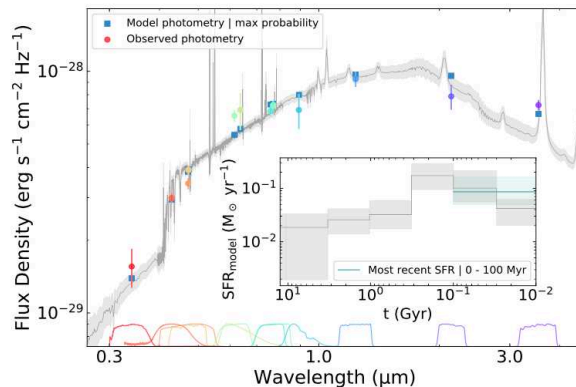 Model photometry | max probability
Observed photometry
10⁻²⁸
10⁻²⁹
Flux Density (erg s⁻¹ cm⁻² Hz⁻¹)
SFR_model (M_⊙ yr⁻¹)
10⁻¹
10⁻²
Most recent SFR | 0 - 100 Myr
10¹ 10⁰ 10⁻¹ 10⁻²
t (Gyr)
0.3 1.0 3.0
Wavelength (μm)